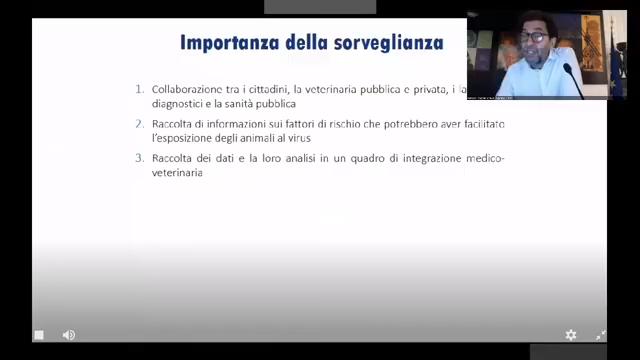 Importanza della sorveglianza
1. Collaborazione tra i cittadini, la veterinaria pubblica e privata, i
diagnostici e la sanità pubblica
2. Raccolta di informazioni sui fattori di rischio che potrebbero aver facilitato
l'esposizione degli animali al virus
3. Raccolta dei dati e la loro analisi in un quadro di integrazione medico-
veterinaria